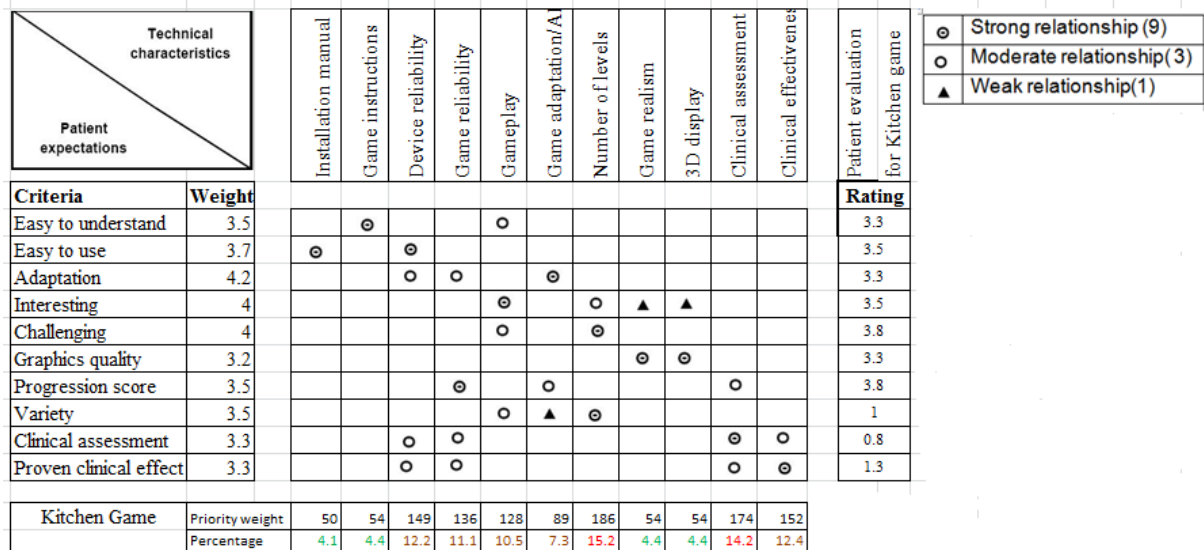 Technical
characteristics
Patient
expectations
Installation manual
Game instructions
Device reliability
Game reliability
Gameplay
Game adaptation/AI
Number of levels
Game realism
3D display
Clinical assessment
Clinical effectivenes
Patient evaluation
for Kitchen game
Strong relationship (9)
Moderate relationship( 3)
Weak relationship(1)
Criteria Weight Rating
Easy to understand 3.5 3.3
Easy to use 3.7 3.5
Adaptation 4.2 3.3
Interesting 4 3.5
Challenging 4 3.8
Graphics quality 3.2 3.3
Progression score 3.5 3.8
Variety 3.5 1
Clinical assessment 3.3 0.8
Proven clinical effect 3.3 1.3
Kitchen Game Priority weight 50 54 149 136 128 89 186 54 54 174 152
Percentage 4.1 4.4 12.2 11.1 10.5 7.3 15.2 4.4 4.4 14.2 12.4